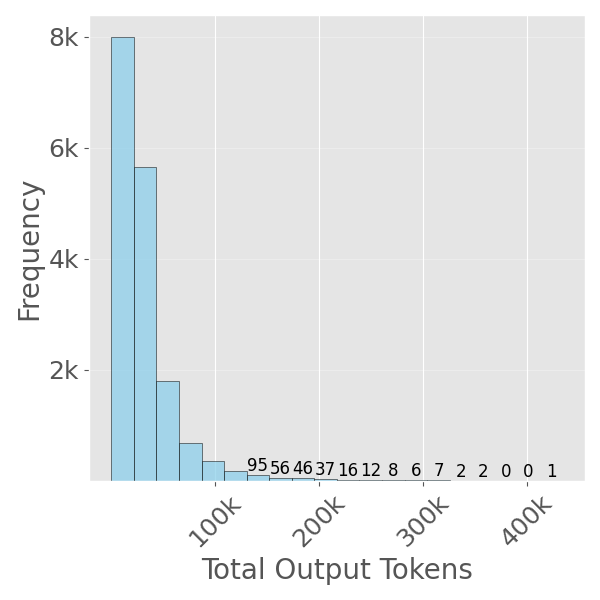 8k
6k
4k
2k
Frequency
95 56 46 37 16 12 8 6 7 2 2 0 0 1
100k 200k 300k 400k
Total Output Tokens